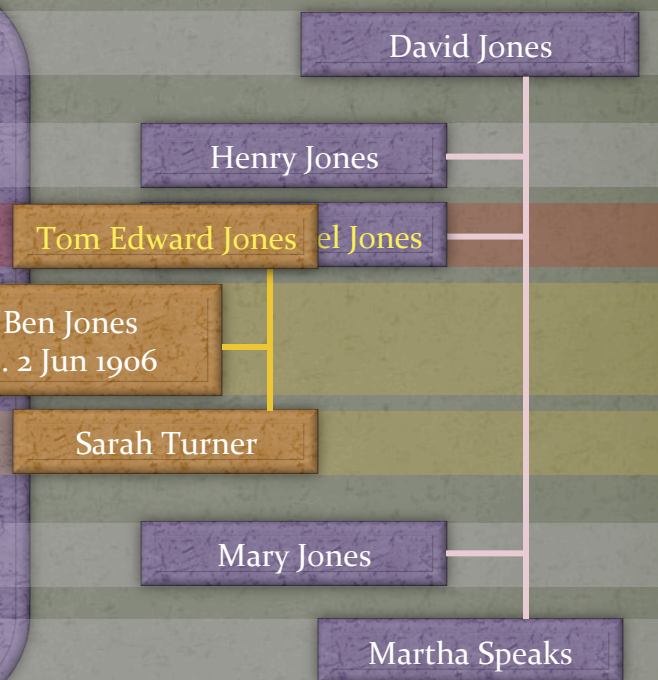 David Jones
Henry Jones
Tom Edward Jones
el Jones
Ben Jones
. 2 Jun 1906
Sarah Turner
Mary Jones
Martha Speaks